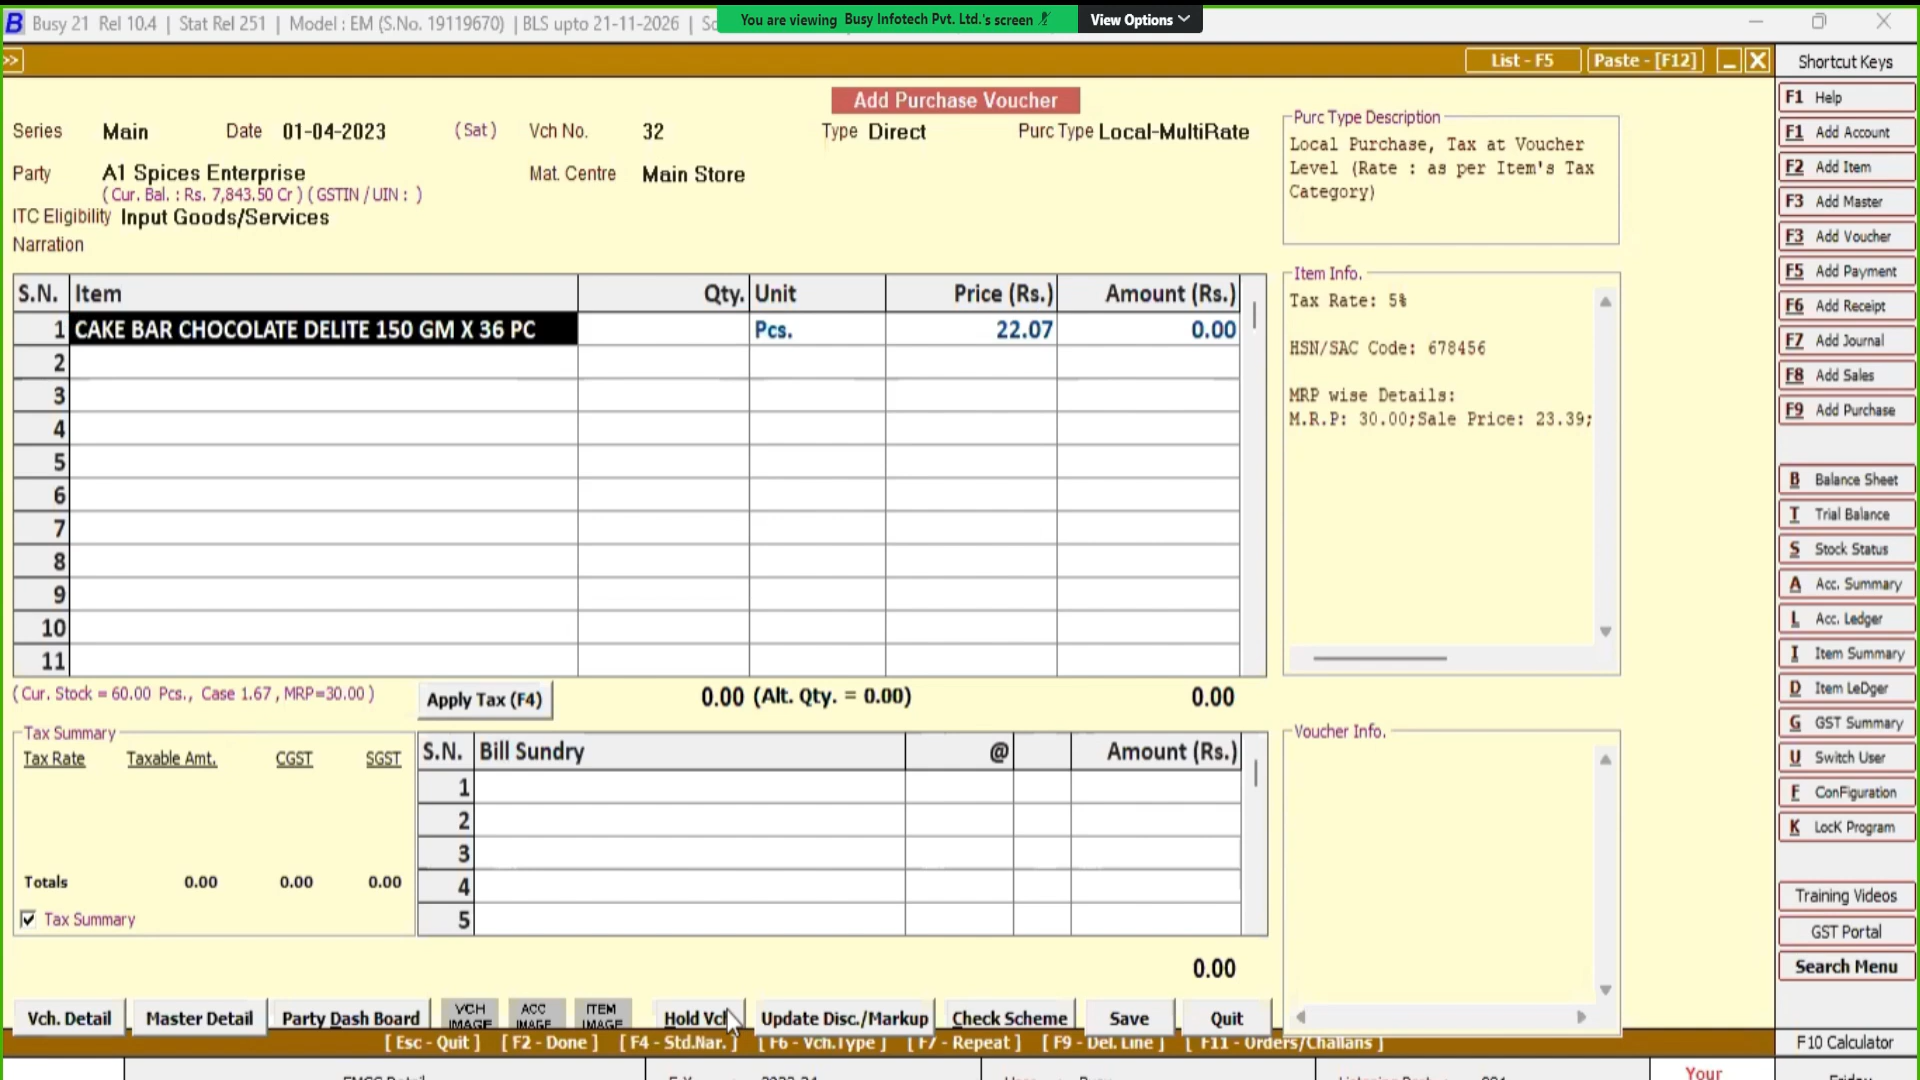 Busy 21 Rel 10.4 | Stat Rel 251 | Model : EM (S.No. 19119670) | BLS upto 21-11-2026 |
You are viewing Busy Infotech Pvt. Ltd.'s screen
View Options
>>
List - F5
Paste - [F12]
Add Purchase Voucher
Series Main Date 01-04-2023 (Sat) Vch No. 32 Type Direct Purc Type Local-MultiRate
Party A1 Spices Enterprise Mat. Centre Main Store
(Cur. Bal. : Rs. 7,843.50 Cr) (GSTIN / UIN : )
ITC Eligibility Input Goods/Services
Narration
Purc Type Description
Local Purchase, Tax at Voucher
Level (Rate : as per Item's Tax
Category)
S.N. Item Qty. Unit Price (Rs.) Amount (Rs.)
1 CAKE BAR CHOCOLATE DELITE 150 GM X 36 PC Pcs. 22.07 0.00
2
3
4
5
6
7
8
9
10
11
Item Info.
Tax Rate: 5%
HSN/SAC Code: 678456
MRP wise Details:
M.R.P: 30.00;Sale Price: 23.39;
(Cur. Stock = 60.00 Pcs., Case 1.67, MRP=30.00)
Apply Tax (F4)
0.00 (Alt. Qty. = 0.00) 0.00
Tax Summary
Tax Rate Taxable Amt. CGST SGST
Totals 0.00 0.00 0.00
Tax Summary
S.N. Bill Sundry @ Amount (Rs.)
1
2
3
4
5
0.00
Voucher Info.
Vch. Detail
Master Detail
Party Dash Board
VCH IMAGE
ACC IMAGE
ITEM IMAGE
Hold Vch
Update Disc./Markup
Check Scheme
Save
Quit
[ Esc - Quit ] [ F2 - Done ] [ F4 - Std.Nar. ] [ F6 - Vch.Type ] [ F7 - Repeat ] [ F9 - Del. Line ] [ F11 - Orders/Challans ]
Shortcut Keys
F1 Help
F1 Add Account
F2 Add Item
F3 Add Master
F3 Add Voucher
F5 Add Payment
F6 Add Receipt
F7 Add Journal
F8 Add Sales
F9 Add Purchase
B Balance Sheet
T Trial Balance
S Stock Status
A Acc. Summary
L Acc. Ledger
I Item Summary
D Item LeDger
G GST Summary
U Switch User
F ConFiguration
K LocK Program
Training Videos
GST Portal
Search Menu
F10 Calculator
Your